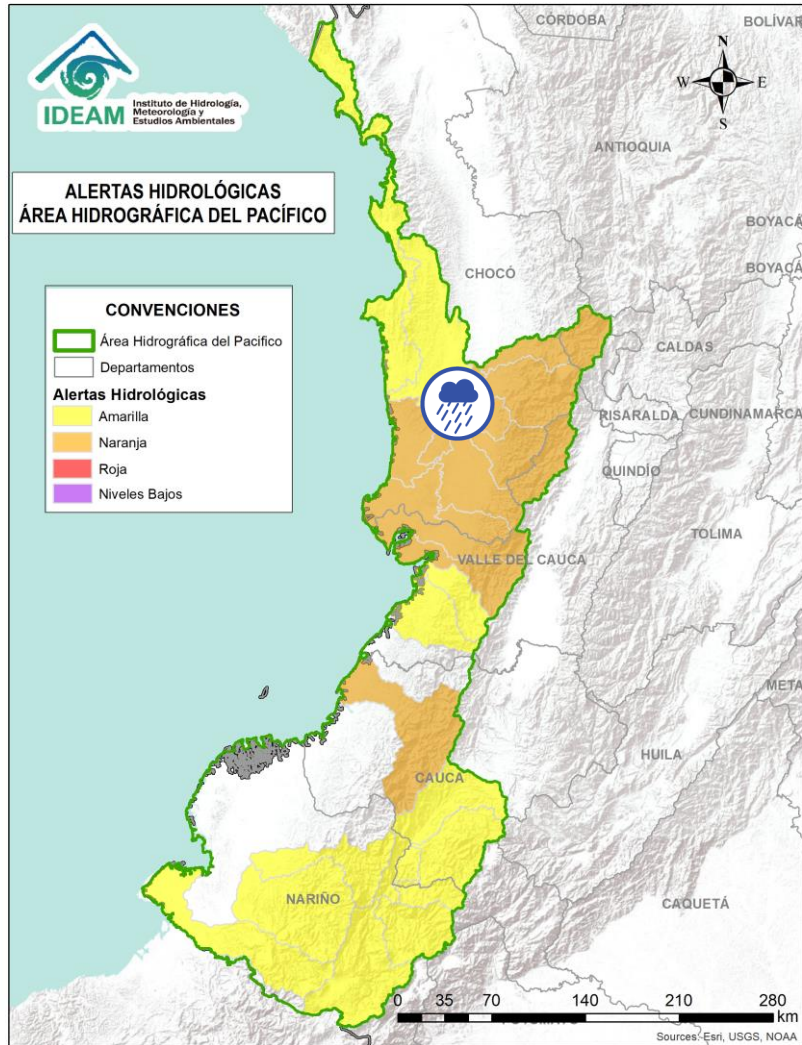 IDEAM
Instituto de Hidrología,
Meteorología y
Estudios Ambientales
ALERTAS HIDROLÓGICAS
ÁREA HIDROGRÁFICA DEL PACÍFICO
CONVENCIONES
Área Hidrográfica del Pacifico
Departamentos
Alertas Hidrológicas
Amarilla
Naranja
Roja
Niveles Bajos
N
W
E
S
CÓRDOBA
BOLÍVAR
ANTIOQUIA
BOYACÁ
BOYACÁ
CHOCÓ
CALDAS
RISARALDA
CUNDINAMARCA
QUINDÍO
TOLIMA
VALLE DEL CAUCA
META
HUILA
CAUCA
NARIÑO
CAQUETÁ
0 35 70 140 210 280
km
Sources: Esri, USGS, NOAA